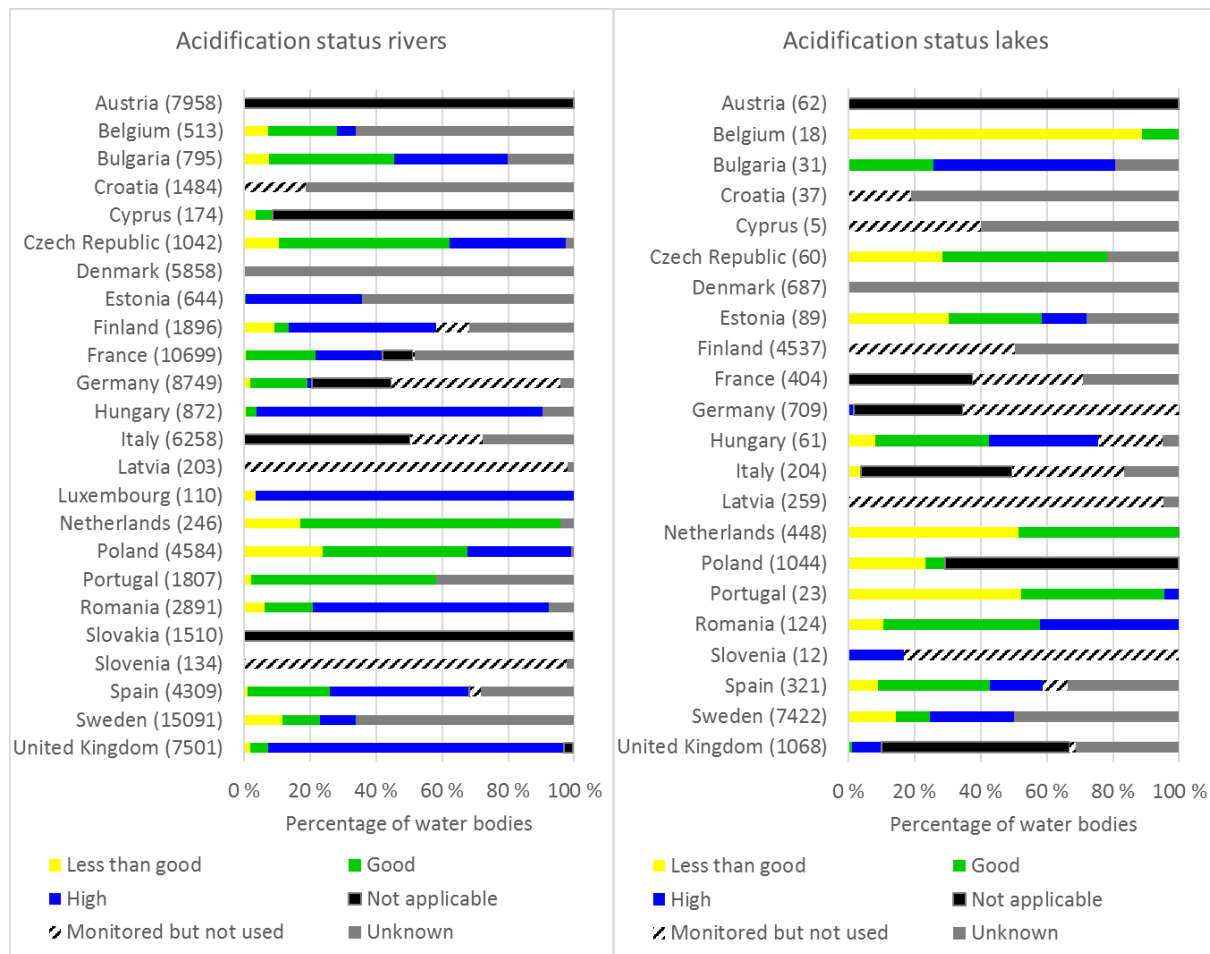 Acidification status rivers
Austria (7958)
Belgium (513)
Bulgaria (795)
Croatia (1484)
Cyprus (174)
Czech Republic (1042)
Denmark (5858)
Estonia (644)
Finland (1896)
France (10699)
Germany (8749)
Hungary (872)
Italy (6258)
Latvia (203)
Luxembourg (110)
Netherlands (246)
Poland (4584)
Portugal (1807)
Romania (2891)
Slovakia (1510)
Slovenia (134)
Spain (4309)
Sweden (15091)
United Kingdom (7501)
0 % 20 % 40 % 60 % 80 % 100 %
Percentage of water bodies
Less than good Good
High Not applicable
Monitored but not used Unknown
Acidification status lakes
Austria (62)
Belgium (18)
Bulgaria (31)
Croatia (37)
Cyprus (5)
Czech Republic (60)
Denmark (687)
Estonia (89)
Finland (4537)
France (404)
Germany (709)
Hungary (61)
Italy (204)
Latvia (259)
Netherlands (448)
Poland (1044)
Portugal (23)
Romania (124)
Slovenia (12)
Spain (321)
Sweden (7422)
United Kingdom (1068)
0 % 20 % 40 % 60 % 80 % 100 %
Percentage of water bodies
Less than good Good
High Not applicable
Monitored but not used Unknown